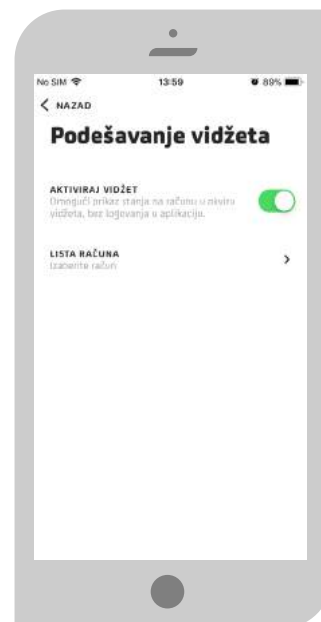 No SIM 13:59 89%
NAZAD
Podešavanje vidžeta
AKTIVIRAJ VIDŽET
Omogući prikaz stanja na računu u okviru
vidžeta, bez logovanja u aplikaciju.
LISTA RAČUNA
Izaberite račun